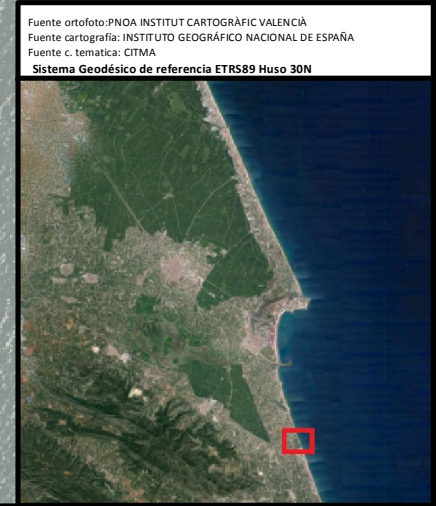 Fuente ortofoto:PNOA INSTITUT CARTOGRÀFIC VALENCIÀ
Fuente cartografía: INSTITUTO GEOGRÁFICO NACIONAL DE ESPAÑA
Fuente c. tematica: CITMA
Sistema Geodésico de referencia ETRS89 Huso 30N